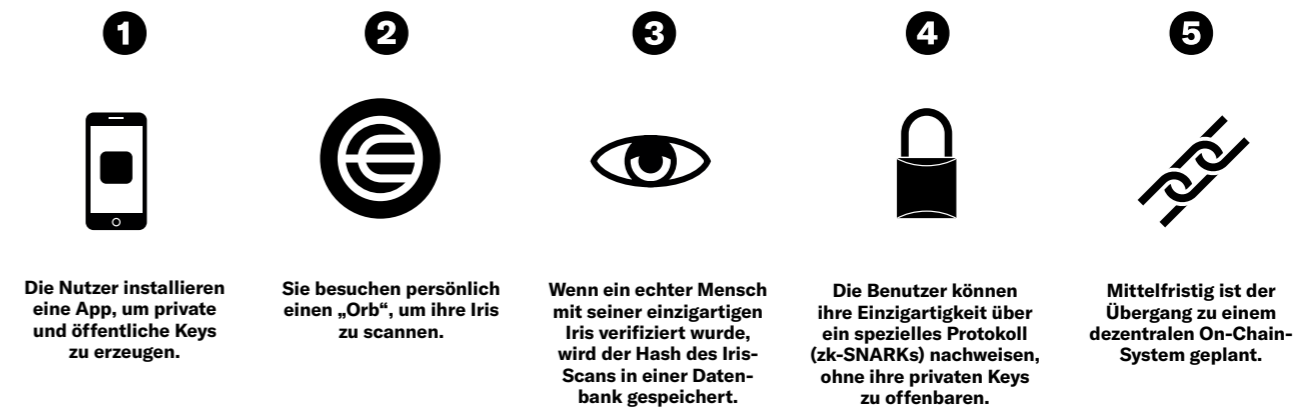 1
2
3
4
5
Die Nutzer installieren
eine App, um private
und öffentliche Keys
zu erzeugen.
Sie besuchen persönlich
einen „Orb“, um ihre Iris
zu scannen.
Wenn ein echter Mensch
mit seiner einzigartigen
Iris verifiziert wurde,
wird der Hash des Iris-
Scans in einer Daten-
bank gespeichert.
Die Benutzer können
ihre Einzigartigkeit über
ein spezielles Protokoll
(zk-SNARKs) nachweisen,
ohne ihre privaten Keys
zu offenbaren.
Mittelfristig ist der
Übergang zu einem
dezentralen On-Chain-
System geplant.